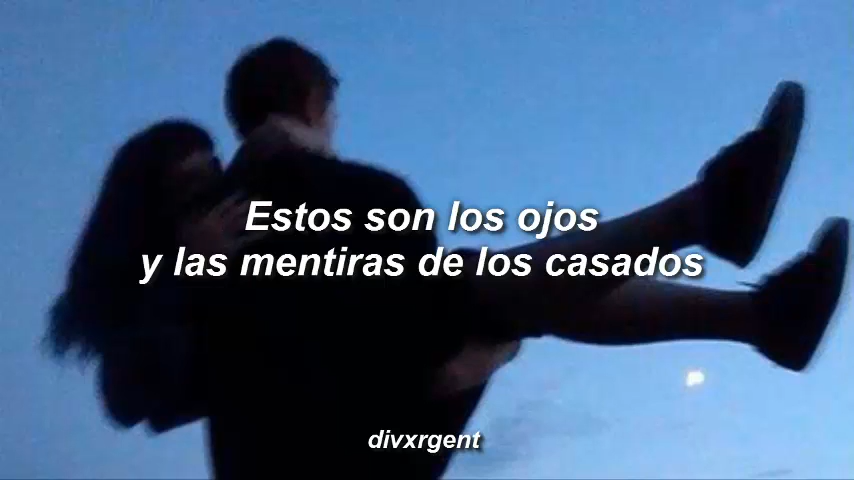 Estos son los ojos
y las mentiras de los casados
divxrgent